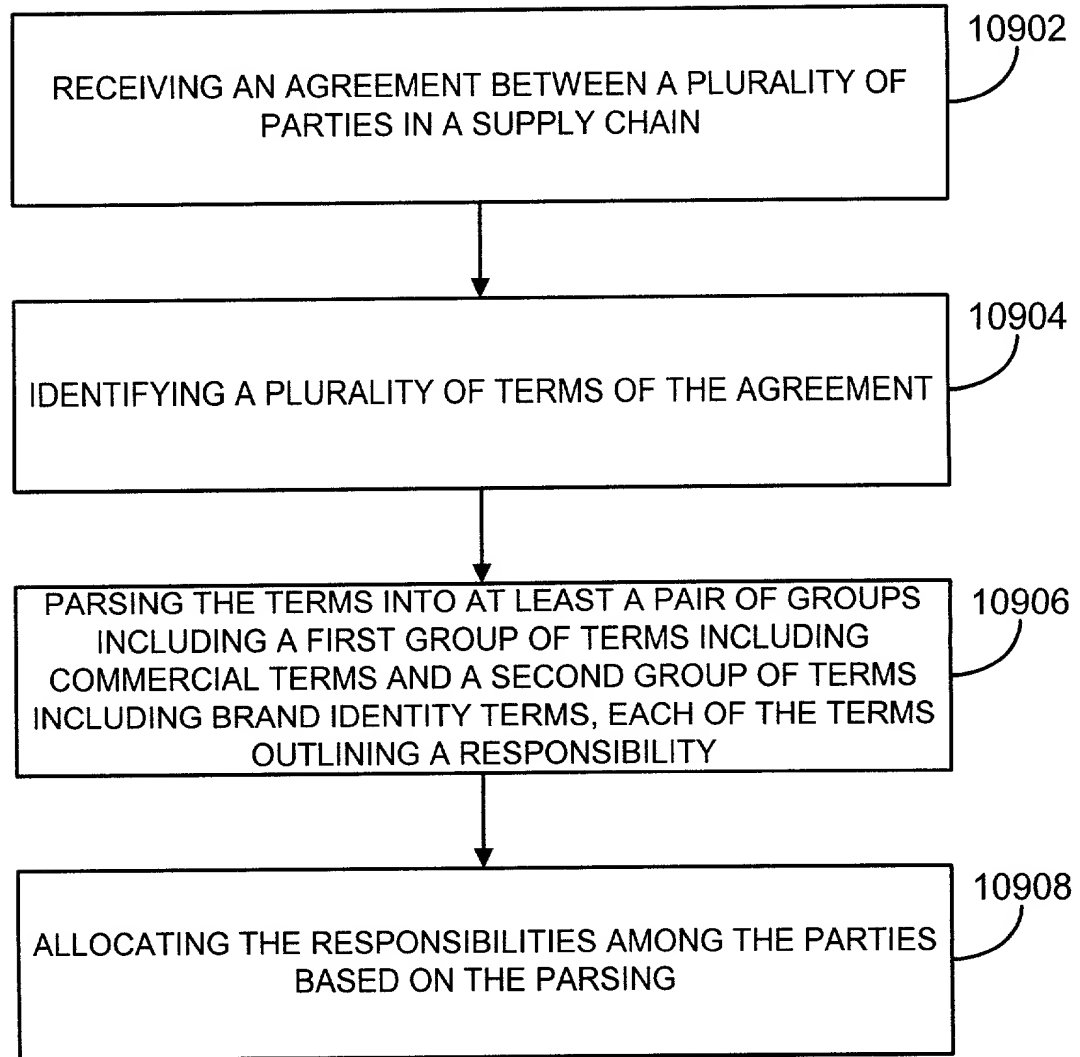 10902
RECEIVING AN AGREEMENT BETWEEN A PLURALITY OF
PARTIES IN A SUPPLY CHAIN
10904
IDENTIFYING A PLURALITY OF TERMS OF THE AGREEMENT
10906
PARSING THE TERMS INTO AT LEAST A PAIR OF GROUPS
INCLUDING A FIRST GROUP OF TERMS INCLUDING
COMMERCIAL TERMS AND A SECOND GROUP OF TERMS
INCLUDING BRAND IDENTITY TERMS, EACH OF THE TERMS
OUTLINING A RESPONSIBILITY
10908
ALLOCATING THE RESPONSIBILITIES AMONG THE PARTIES
BASED ON THE PARSING